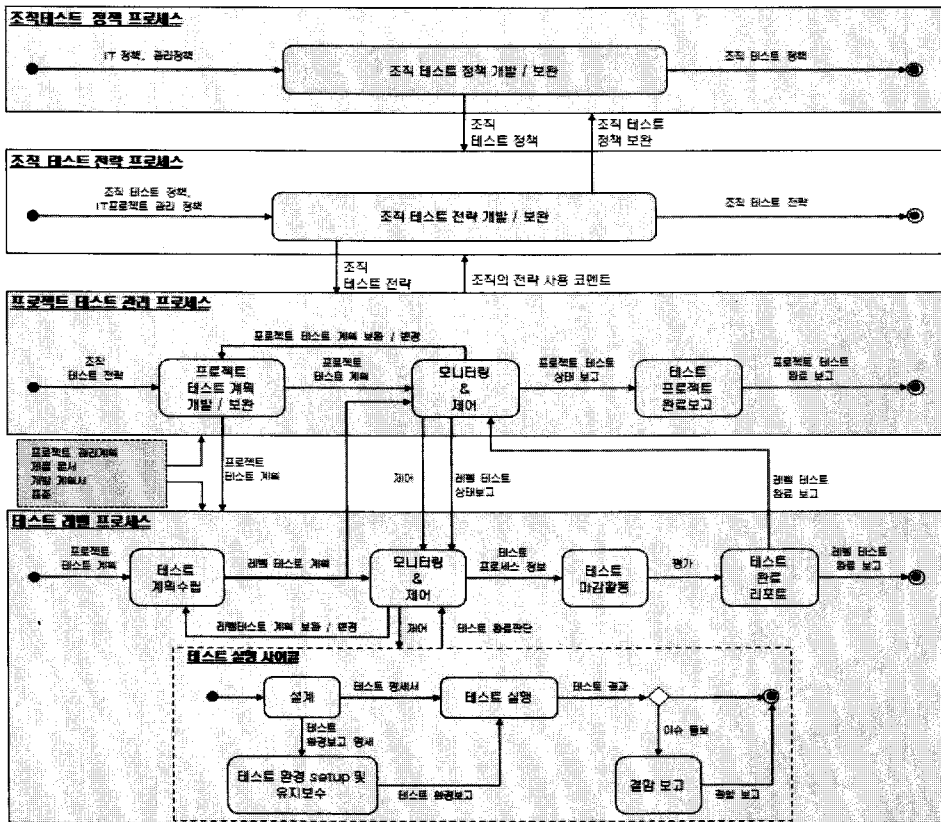 조직테스트 정책 프로세스
IT 정책, 관리정책
조직 테스트 정책 개발 / 보완
조직 테스트 정책
조직
테스트 정책
조직 테스트
정책 보완
조직 테스트 전략 프로세스
조직 테스트 정책,
IT프로젝트 관리 정책
조직 테스트 전략 개발 / 보완
조직 테스트 전략
조직
테스트 전략
조직의 전략 사용 코멘트
프로젝트 테스트 관리 프로세스
프로젝트 테스트 계획 보완 / 변경
조직
테스트 전략
프로젝트
테스트 계획
개발 / 보완
프로젝트
테스트 계획
모니터링
&
제어
프로젝트 테스트
상태 보고
테스트
프로젝트
완료보고
프로젝트 테스트
완료 보고
프로젝트 관리계획
제품 문서
개발 계획서
표준
프로젝트
테스트 계획
제어
레벨 테스트
상태보고
레벨 테스트
완료 보고
테스트 레벨 프로세스
프로젝트
테스트 계획
테스트
계획수립
레벨 테스트 계획
모니터링
&
제어
테스트
프로세스 정보
테스트
마감활동
평가
테스트
완료
리포트
레벨 테스트
완료 보고
레벨테스트 계획 보완 / 변경
제어
테스트 완료판단
테스트 실행 사이클
설계
테스트 명세서
테스트 실행
테스트 결과
테스트
환경보고 명세
이슈 통보
테스트 환경 setup 및
유지보수
테스트 환경보고
결함 보고
결함 보고